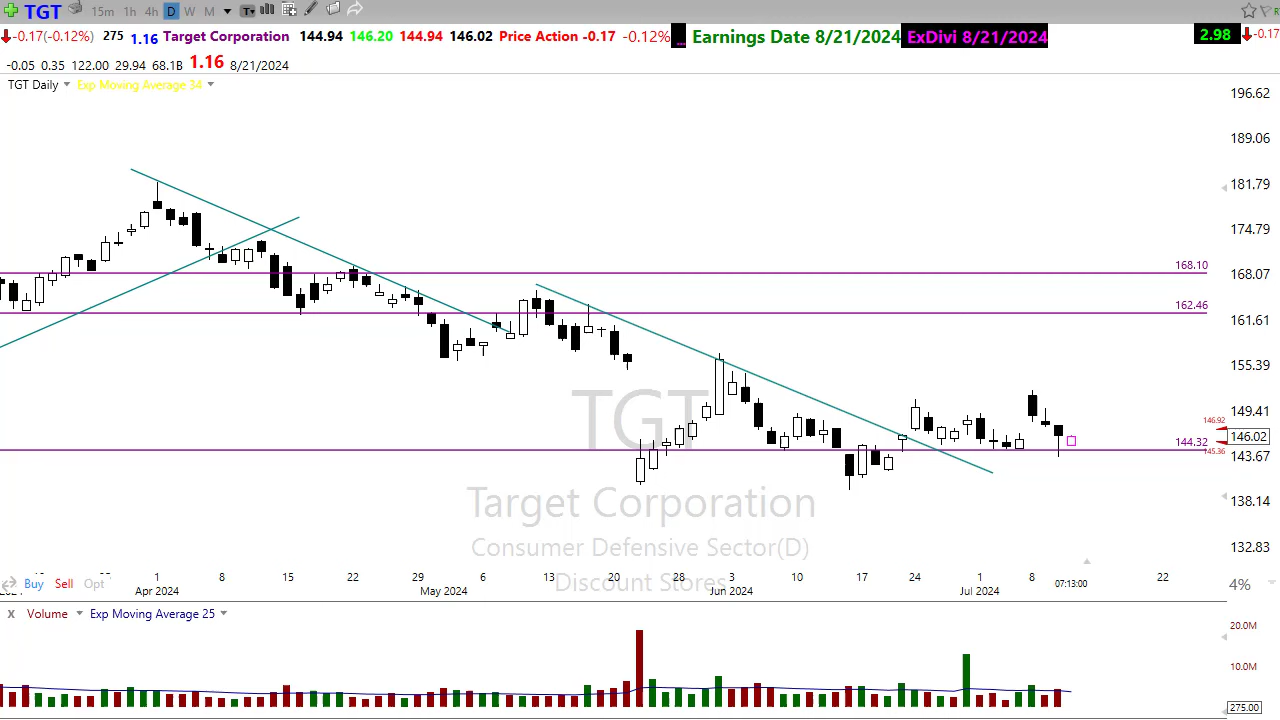 TGT 15m 1h 4h D W M T
-0.17(-0.12%) 275 1.16 Target Corporation 144.94 146.20 144.94 146.02 Price Action -0.17 -0.12% ... Earnings Date 8/21/2024 ExDivi 8/21/2024 2.98 -0.17
-0.05 0.35 122.00 29.94 68.1B 1.16 8/21/2024
TGT Daily Exp Moving Average 34
196.62
189.06
181.79
174.79
168.10
168.07
162.46
161.61
155.39
149.41
146.92
146.02
144.32
145.36
143.67
138.14
132.83
TGT
Target Corporation
Consumer Defensive Sector(D)
Discount Stores
1 8 15 22 29 6 13 20 28 3 10 17 24 1 8 22
Buy Sell Opt
4%
Apr 2024 May 2024 Jun 2024 Jul 2024 07:13:00
X Volume Exp Moving Average 25
20.0M
10.0M
275.00